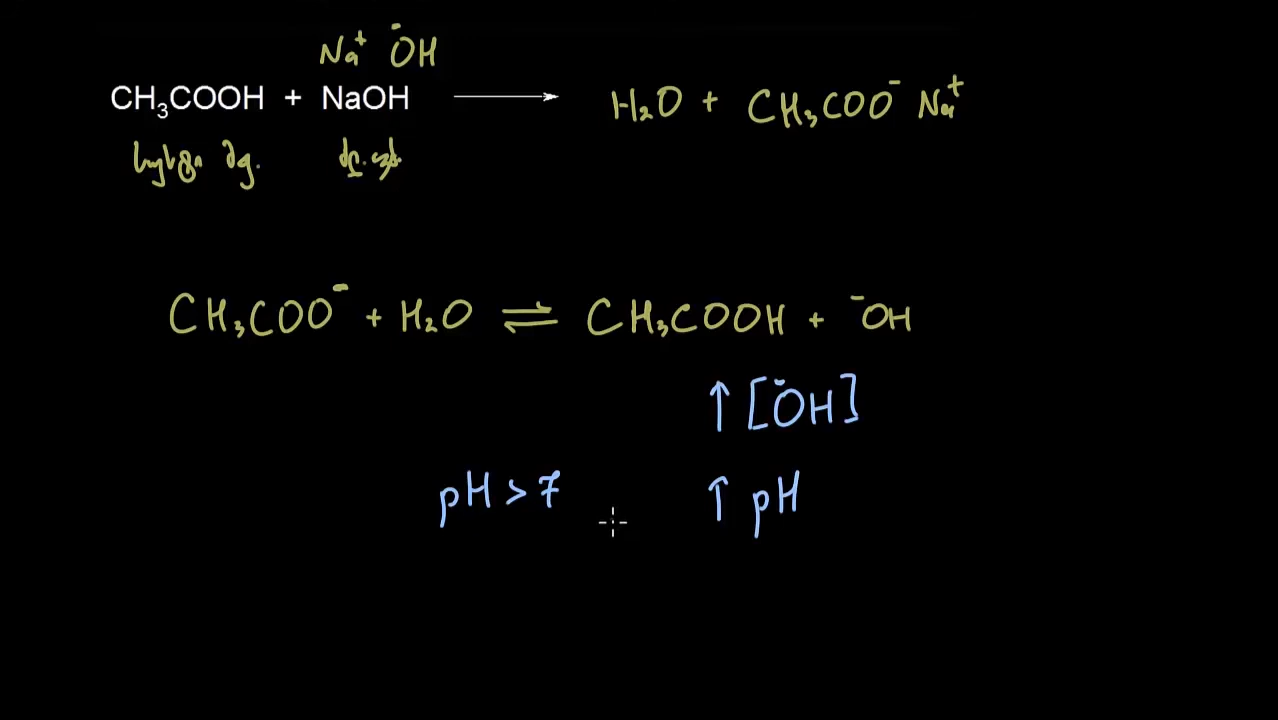 Na⁺ ⁻OH
CH₃COOH + NaOH ⟶ H₂O + CH₃COO⁻ Na⁺
CH₃COO⁻ + H₂O ⇌ CH₃COOH + ⁻OH
↑ [⁻OH]
pH > 7 ↑ pH